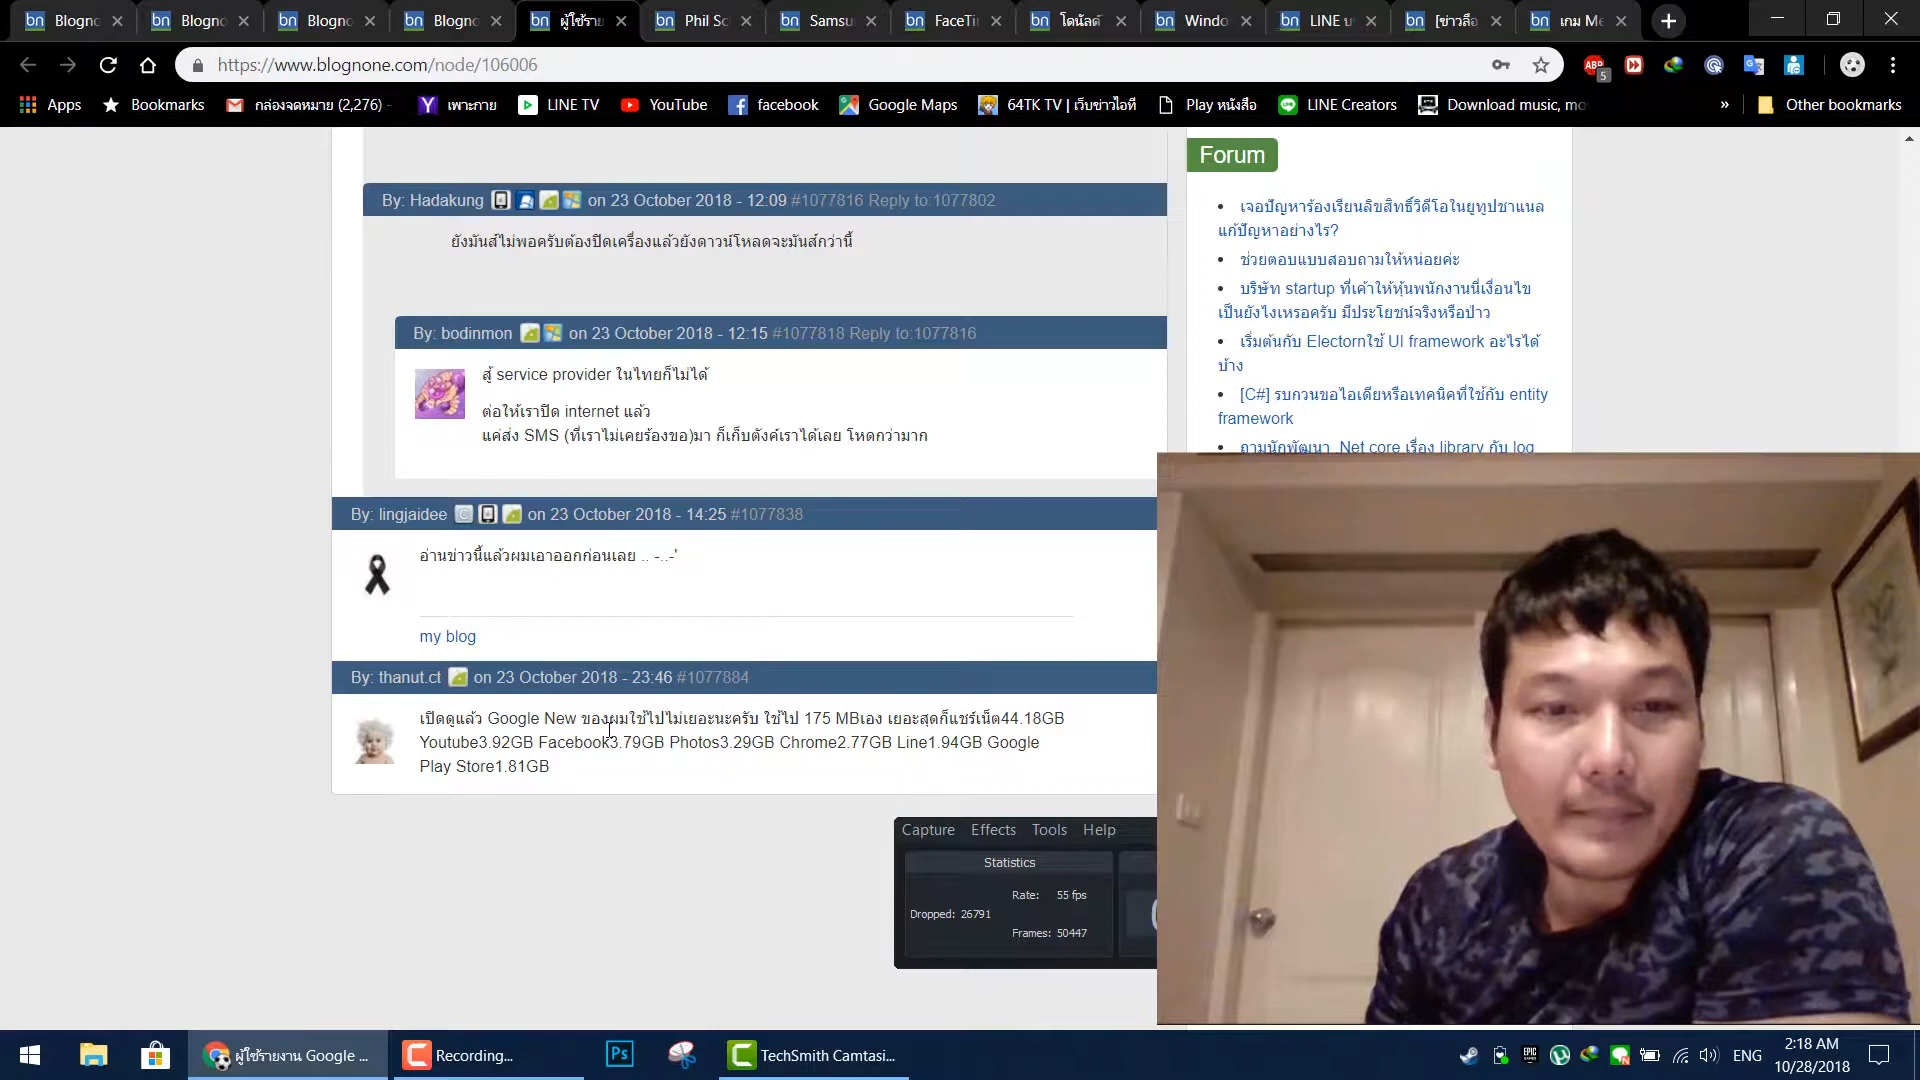 Blogno
Blogno
Blogno
Blogno
ผู้ใช้ราย
Phil Sc
Samsu
FaceTi
โดนัลด์
Windo
LINE บ
[ข่าวลือ
เกม Me
https://www.blognone.com/node/106006
Apps
Bookmarks
กล่องจดหมาย (2,276) -
เพาะกาย
LINE TV
YouTube
facebook
Google Maps
64TK TV | เว็บข่าวไอที
Play หนังสือ
LINE Creators
Download music, mo
Other bookmarks
By: Hadakung on 23 October 2018 - 12:09 #1077816 Reply to:1077802
ยังมันส์ไม่พอครับต้องปิดเครื่องแล้วยังดาวน์โหลดจะมันส์กว่านี้
By: bodinmon on 23 October 2018 - 12:15 #1077818 Reply to:1077816
สู้ service provider ในไทยก็ไม่ได้
ต่อให้เราปิด internet แล้ว
แค่ส่ง SMS (ที่เราไม่เคยร้องขอ)มา ก็เก็บตังค์เราได้เลย โหดกว่ามาก
By: lingjaidee on 23 October 2018 - 14:25 #1077838
อ่านข่าวนี้แล้วผมเอาออกก่อนเลย .. -..-'
my blog
By: thanut.ct on 23 October 2018 - 23:46 #1077884
เปิดดูแล้ว Google New ของผมใช้ไปไม่เยอะนะครับ ใช้ไป 175 MBเอง เยอะสุดก็แชร์เน็ต44.18GB
Youtube3.92GB Facebook3.79GB Photos3.29GB Chrome2.77GB Line1.94GB Google
Play Store1.81GB
Forum
เจอปัญหาร้องเรียนลิขสิทธิ์วิดีโอในยูทูปชาแนล
แก้ปัญหาอย่างไร?
ช่วยตอบแบบสอบถามให้หน่อยค่ะ
บริษัท startup ที่เค้าให้หุ้นพนักงานนี่เงื่อนไข
เป็นยังไงเหรอครับ มีประโยชน์จริงหรือป่าว
เริ่มต้นกับ Electornใช้ UI framework อะไรได้
บ้าง
[C#] รบกวนขอไอเดียหรือเทคนิคที่ใช้กับ entity
framework
ถามนักพัฒนา .Net core เรื่อง library กับ log
Capture Effects Tools Help
Statistics
Rate: 55 fps
Dropped: 26791
Frames: 50447
ผู้ใช้รายงาน Google ...
Recording...
Ps
TechSmith Camtasi...
ENG
2:18 AM
10/28/2018